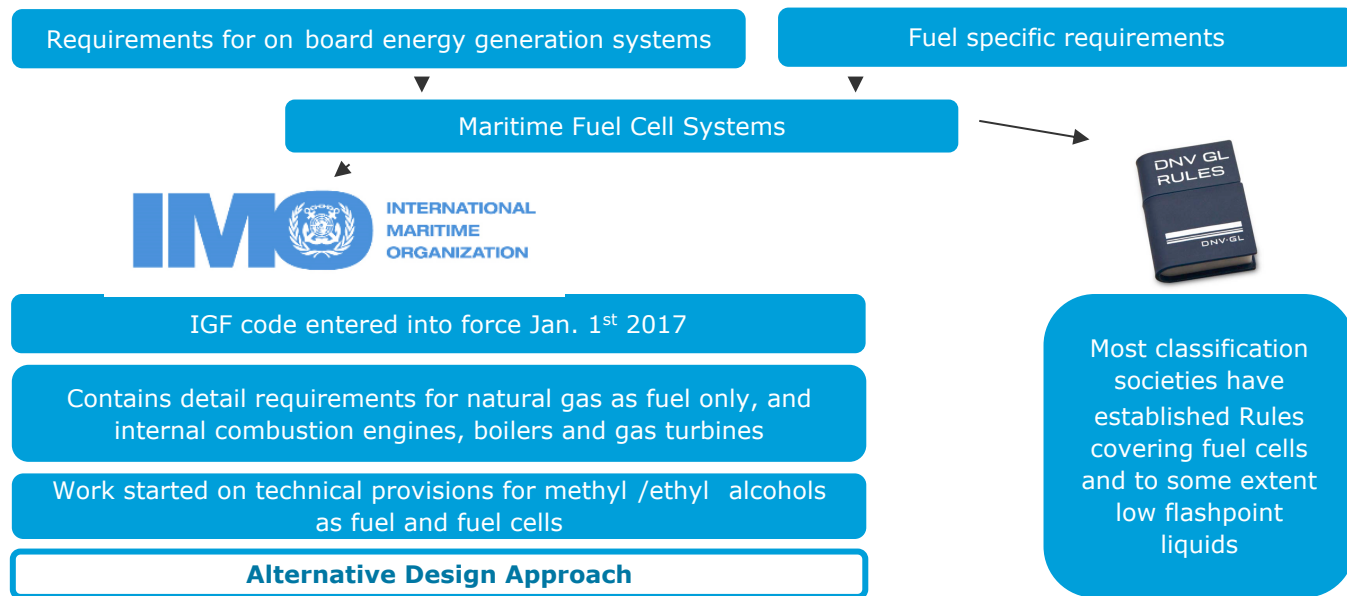 Requirements for on board energy generation systems
Fuel specific requirements
Maritime Fuel Cell Systems
IMO
INTERNATIONAL
MARITIME
ORGANIZATION
DNV GL
RULES
DNV·GL
IGF code entered into force Jan. 1st 2017
Contains detail requirements for natural gas as fuel only, and
internal combustion engines, boilers and gas turbines
Work started on technical provisions for methyl /ethyl alcohols
as fuel and fuel cells
Alternative Design Approach
Most classification
societies have
established Rules
covering fuel cells
and to some extent
low flashpoint
liquids